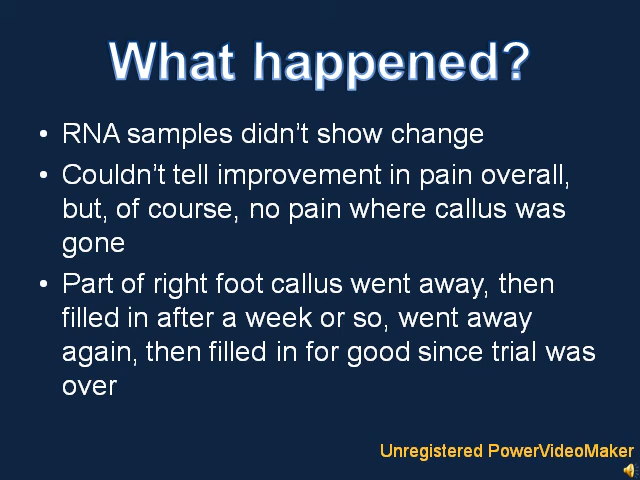 What happened?
• RNA samples didn’t show change
• Couldn’t tell improvement in pain overall,
but, of course, no pain where callus was
gone
• Part of right foot callus went away, then
filled in after a week or so, went away
again, then filled in for good since trial was
over
Unregistered PowerVideoMaker